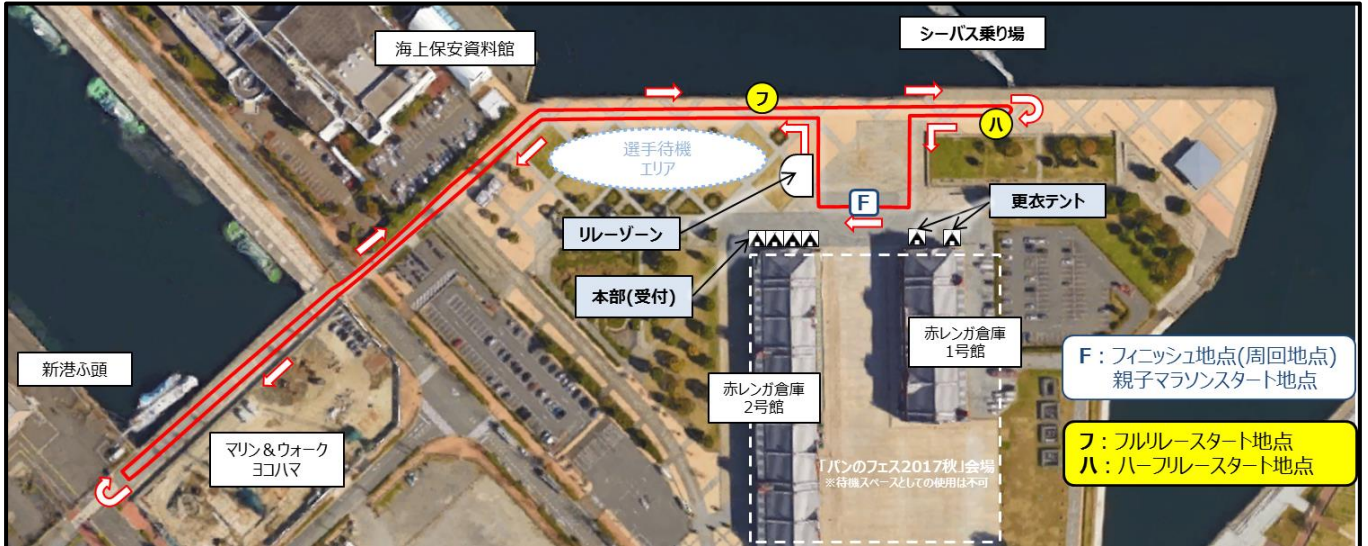 海上保安資料館
シーバス乗り場
フ
ハ
選手待機
エリア
F
リレーゾーン
更衣テント
本部(受付)
新港ふ頭
マリン＆ウォーク
ヨコハマ
赤レンガ倉庫
1号館
赤レンガ倉庫
2号館
「パンのフェス2017秋」会場
※待機スペースとしての使用は不可
F：フィニッシュ地点(周回地点)
親子マラソンスタート地点
フ：フルリレースタート地点
ハ：ハーフリレースタート地点